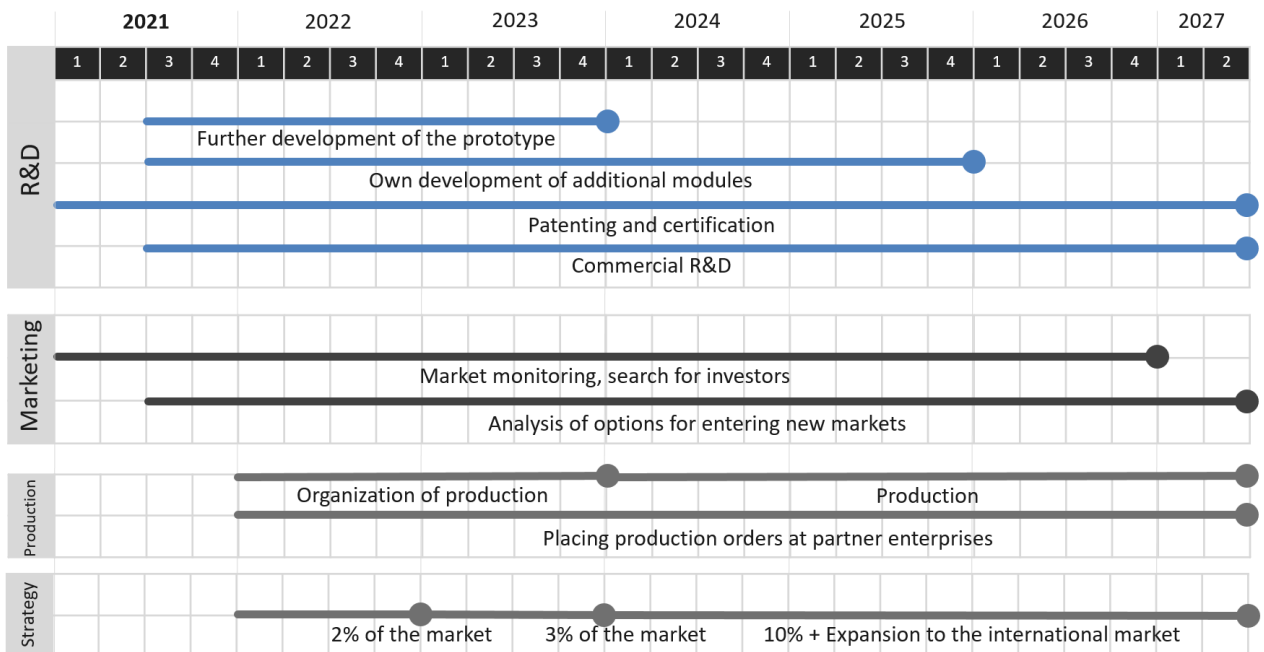 2021 2022 2023 2024 2025 2026 2027
1 2 3 4 1 2 3 4 1 2 3 4 1 2 3 4 1 2 3 4 1 2 3 4 1 2
R&D
Further development of the prototype
Own development of additional modules
Patenting and certification
Commercial R&D
Marketing
Market monitoring, search for investors
Analysis of options for entering new markets
Production
Organization of production Production
Placing production orders at partner enterprises
Strategy
2% of the market 3% of the market 10% + Expansion to the international market